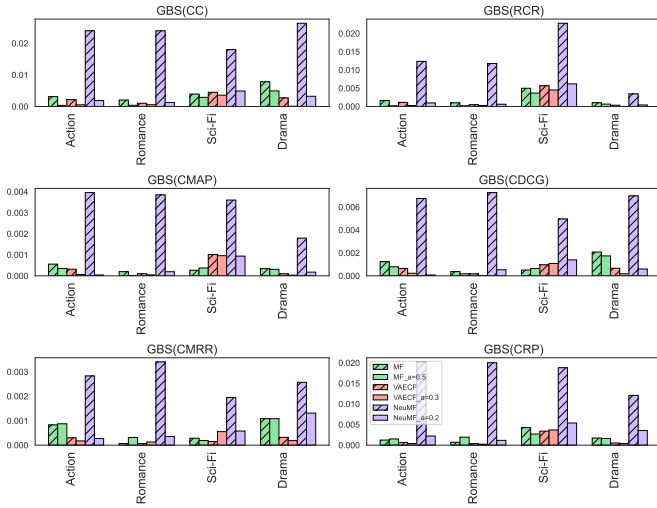 GBS(CC)
0.02
0.01
0.00
Action
Romance
Sci-Fi
Drama
GBS(RCR)
0.020
0.015
0.010
0.005
0.000
Action
Romance
Sci-Fi
Drama
GBS(CMAP)
0.004
0.003
0.002
0.001
0.000
Action
Romance
Sci-Fi
Drama
GBS(CDCG)
0.006
0.004
0.002
0.000
Action
Romance
Sci-Fi
Drama
GBS(CMRR)
0.003
0.002
0.001
0.000
Action
Romance
Sci-Fi
Drama
GBS(CRP)
0.020
0.015
0.010
0.005
0.000
MF
MF_a=0.5
VAECF
VAECF_a=0.3
NeuMF
NeuMF_a=0.2
Action
Romance
Sci-Fi
Drama